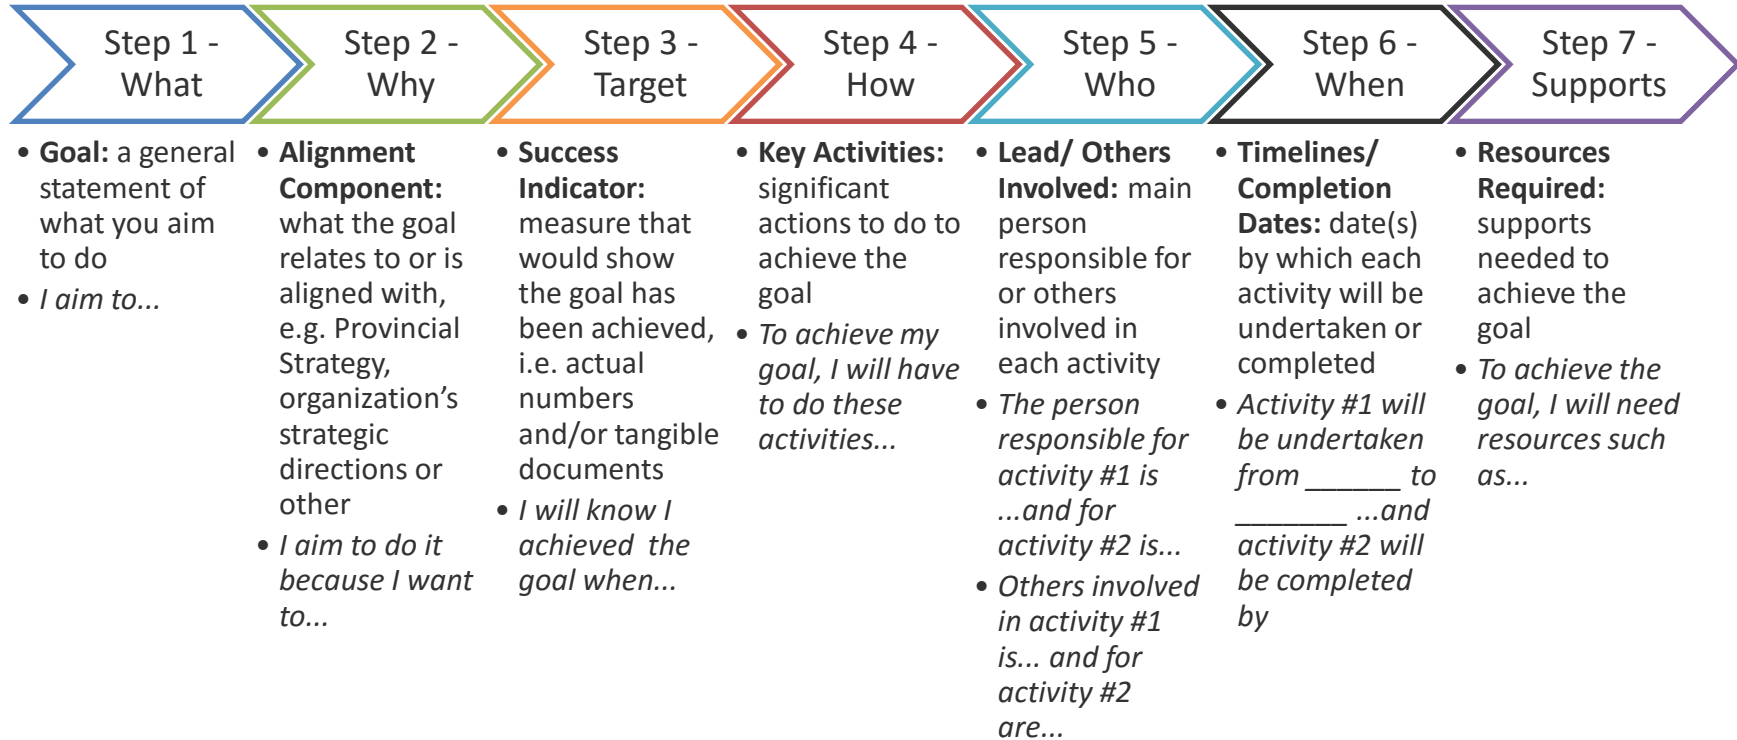 Step 1 -
What
Step 2 -
Why
Step 3 -
Target
Step 4 -
How
Step 5 -
Who
Step 6 -
When
Step 7 -
Supports
• Goal: a general
statement of
what you aim
to do
• I aim to...
• Alignment
Component:
what the goal
relates to or is
aligned with,
e.g. Provincial
Strategy,
organization’s
strategic
directions or
other
• I aim to do it
because I want
to...
• Success
Indicator:
measure that
would show
the goal has
been achieved,
i.e. actual
numbers
and/or tangible
documents
• I will know I
achieved the
goal when...
• Key Activities:
significant
actions to do to
achieve the
goal
• To achieve my
goal, I will have
to do these
activities...
• Lead/ Others
Involved: main
person
responsible for
or others
involved in
each activity
• The person
responsible for
activity #1 is
...and for
activity #2 is...
• Others involved
in activity #1
is... and for
activity #2
are...
• Timelines/
Completion
Dates: date(s)
by which each
activity will be
undertaken or
completed
• Activity #1 will
be undertaken
from ______ to
_______ ...and
activity #2 will
be completed
by
• Resources
Required:
supports
needed to
achieve the
goal
• To achieve the
goal, I will need
resources such
as...